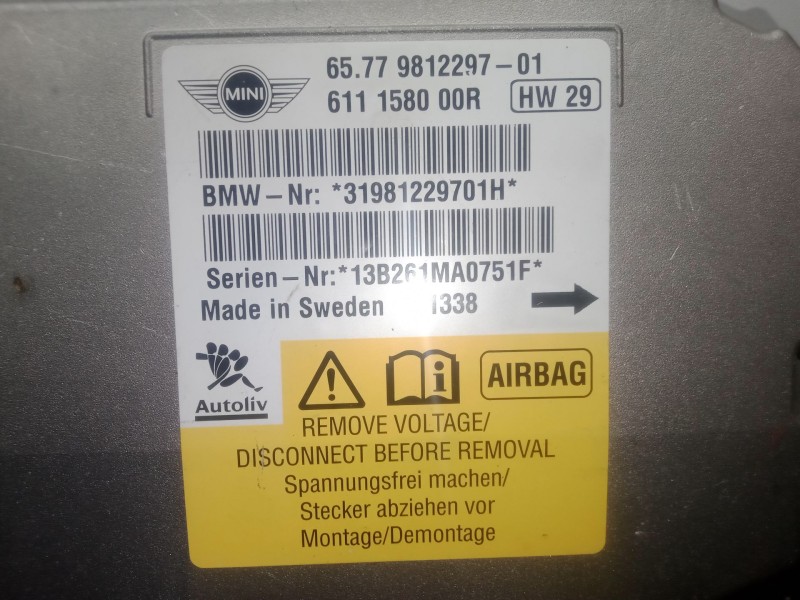 MINI
65.77 9812297-01
611 1580 00R HW 29
BMW-Nr: *31981229701H*
Serien-Nr:*13B261MA0751F*
Made in Sweden 1338
Autoliv
AIRBAG
REMOVE VOLTAGE/
DISCONNECT BEFORE REMOVAL
Spannungsfrei machen/
Stecker abziehen vor
Montage/Demontage